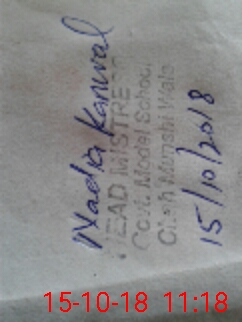 Nadia Kanwal
HEAD MISTRESS
Govt. Model School
Chah Munshi Wala
15/10/2018
15-10-18 11:18